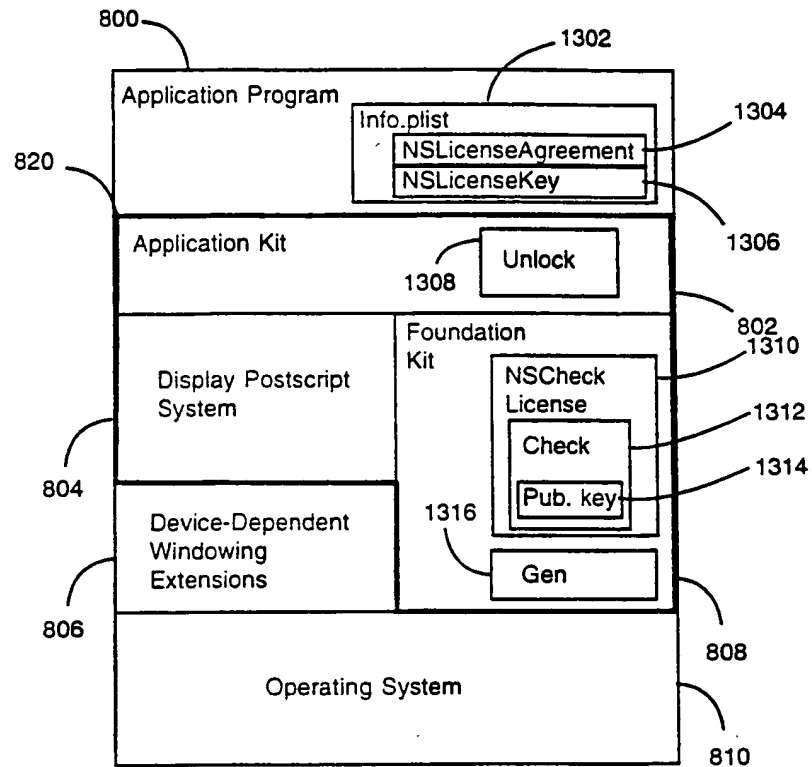 800
1302
Application Program
Info.plist
1304
NSLicenseAgreement
820
NSLicenseKey
1306
Application Kit
Unlock
1308
802
Foundation
Kit
1310
Display Postscript
System
NSCheck
License
1312
Check
1314
804
Pub. key
Device-Dependent
Windowing
Extensions
1316
Gen
806
808
Operating System
810